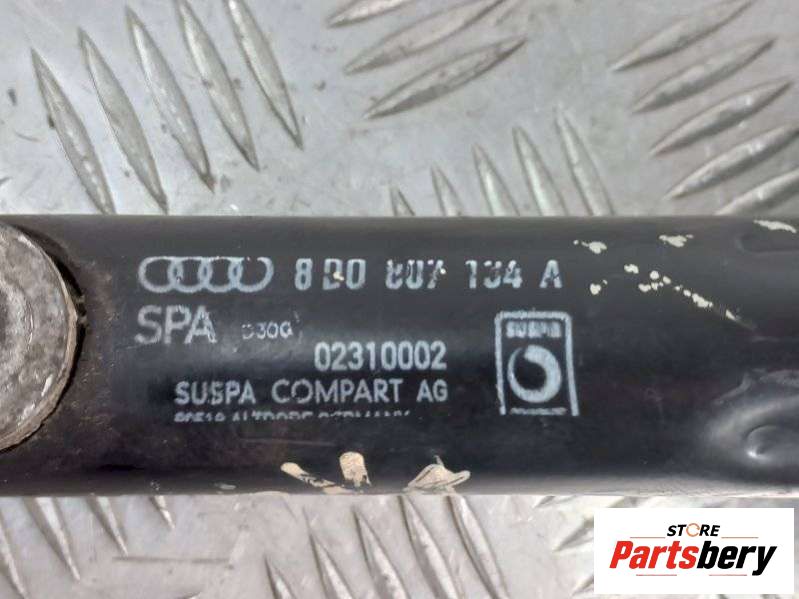 8D0 807 134 A
SPA
02310002
SUSPA COMPART AG
SUSPA
STORE
Partsbery